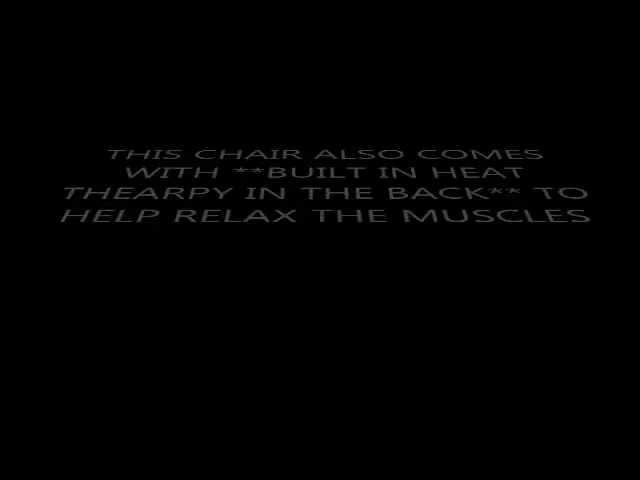 THIS CHAIR ALSO COMES
WITH **BUILT IN HEAT
THEARPY IN THE BACK** TO
HELP RELAX THE MUSCLES